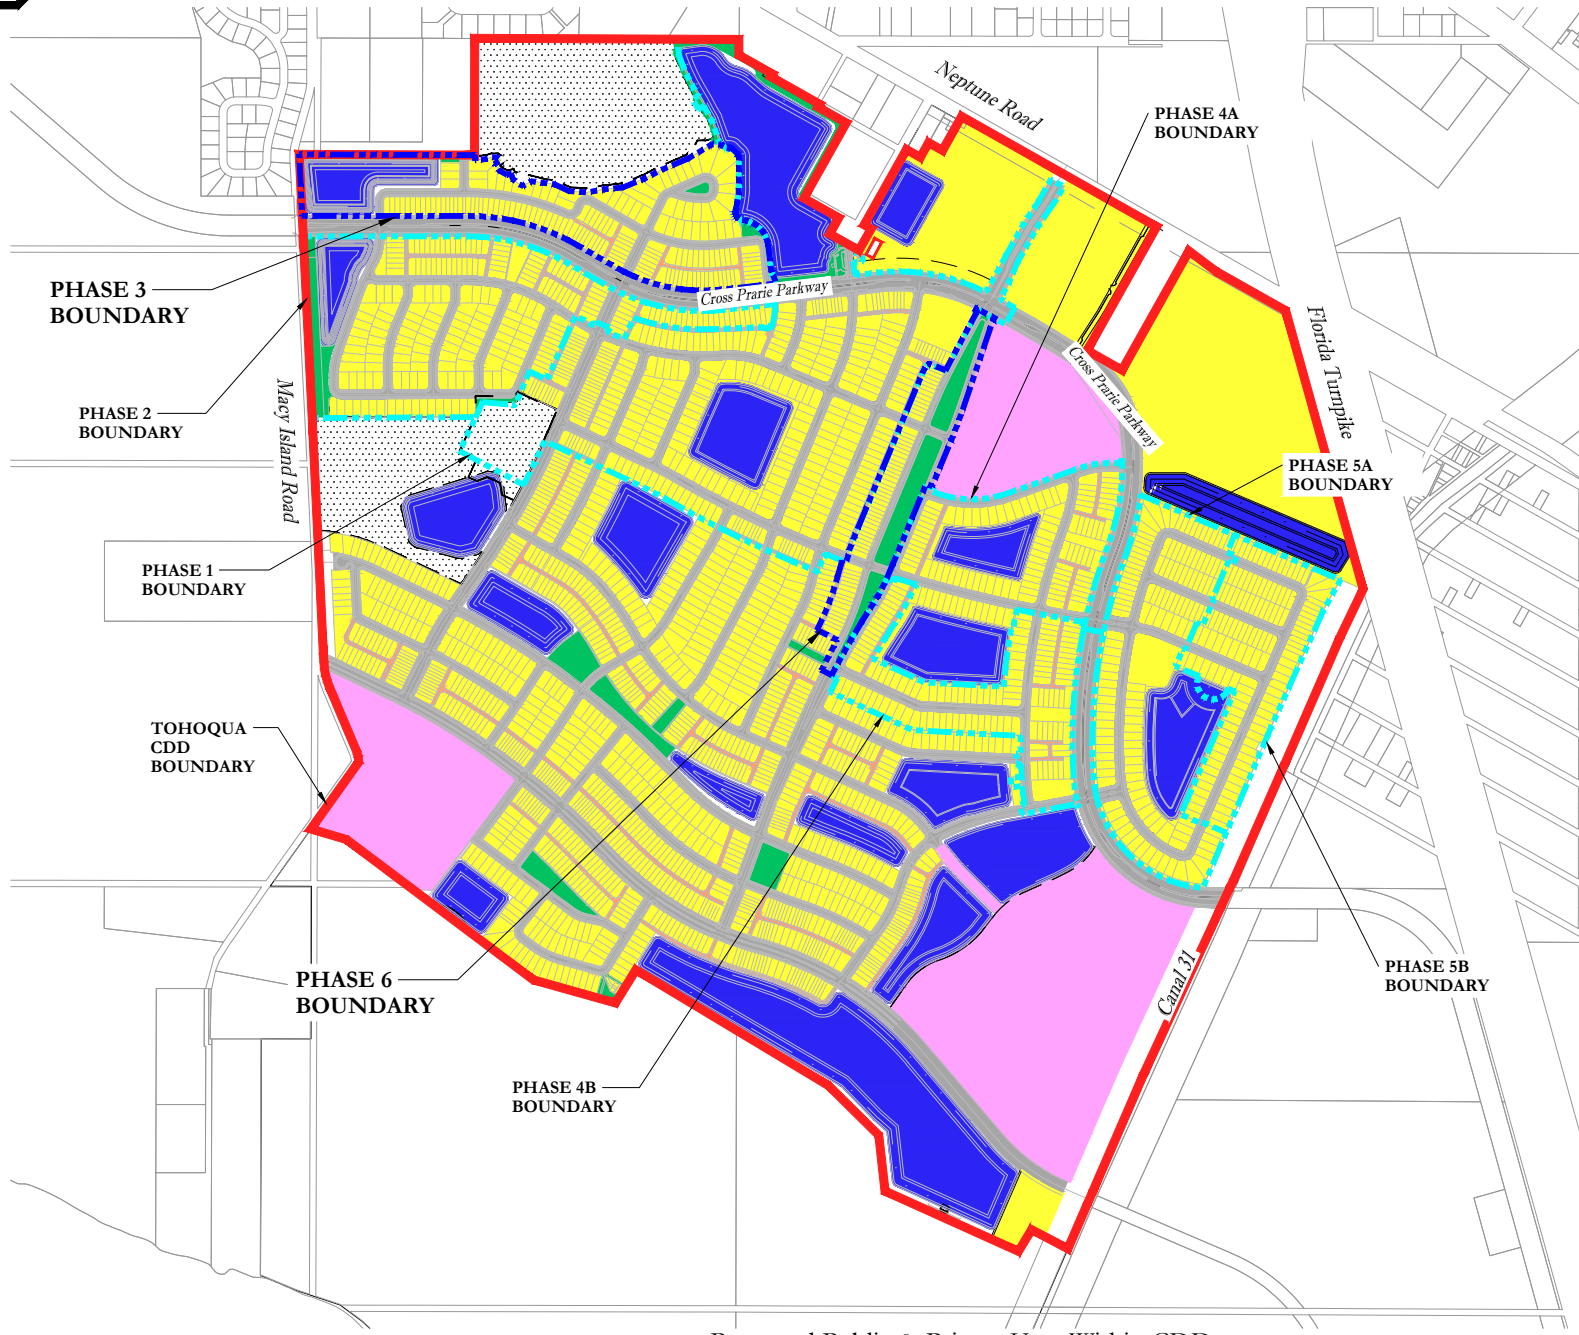 Neptune Road
PHASE 4A
BOUNDARY
PHASE 3
BOUNDARY
Cross Prarie Parkway
Florida Turnpike
Cross Prarie Parkway
Macy Island Road
PHASE 2
BOUNDARY
PHASE 5A
BOUNDARY
PHASE 1
BOUNDARY
TOHOQUA
CDD
BOUNDARY
PHASE 6
BOUNDARY
Canal 31
PHASE 5B
BOUNDARY
PHASE 4B
BOUNDARY